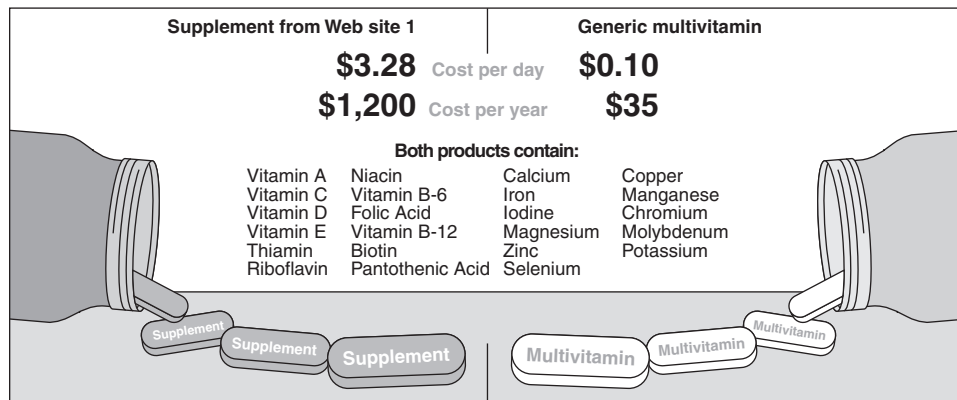 Supplement from Web site 1 Generic multivitamin
$3.28 Cost per day $0.10
$1,200 Cost per year $35
Both products contain:
Vitamin A Niacin Calcium Copper
Vitamin C Vitamin B-6 Iron Manganese
Vitamin D Folic Acid Iodine Chromium
Vitamin E Vitamin B-12 Magnesium Molybdenum
Thiamin Biotin Zinc Potassium
Riboflavin Pantothenic Acid Selenium
Supplement
Supplement
Supplement
Multivitamin
Multivitamin
Multivitamin